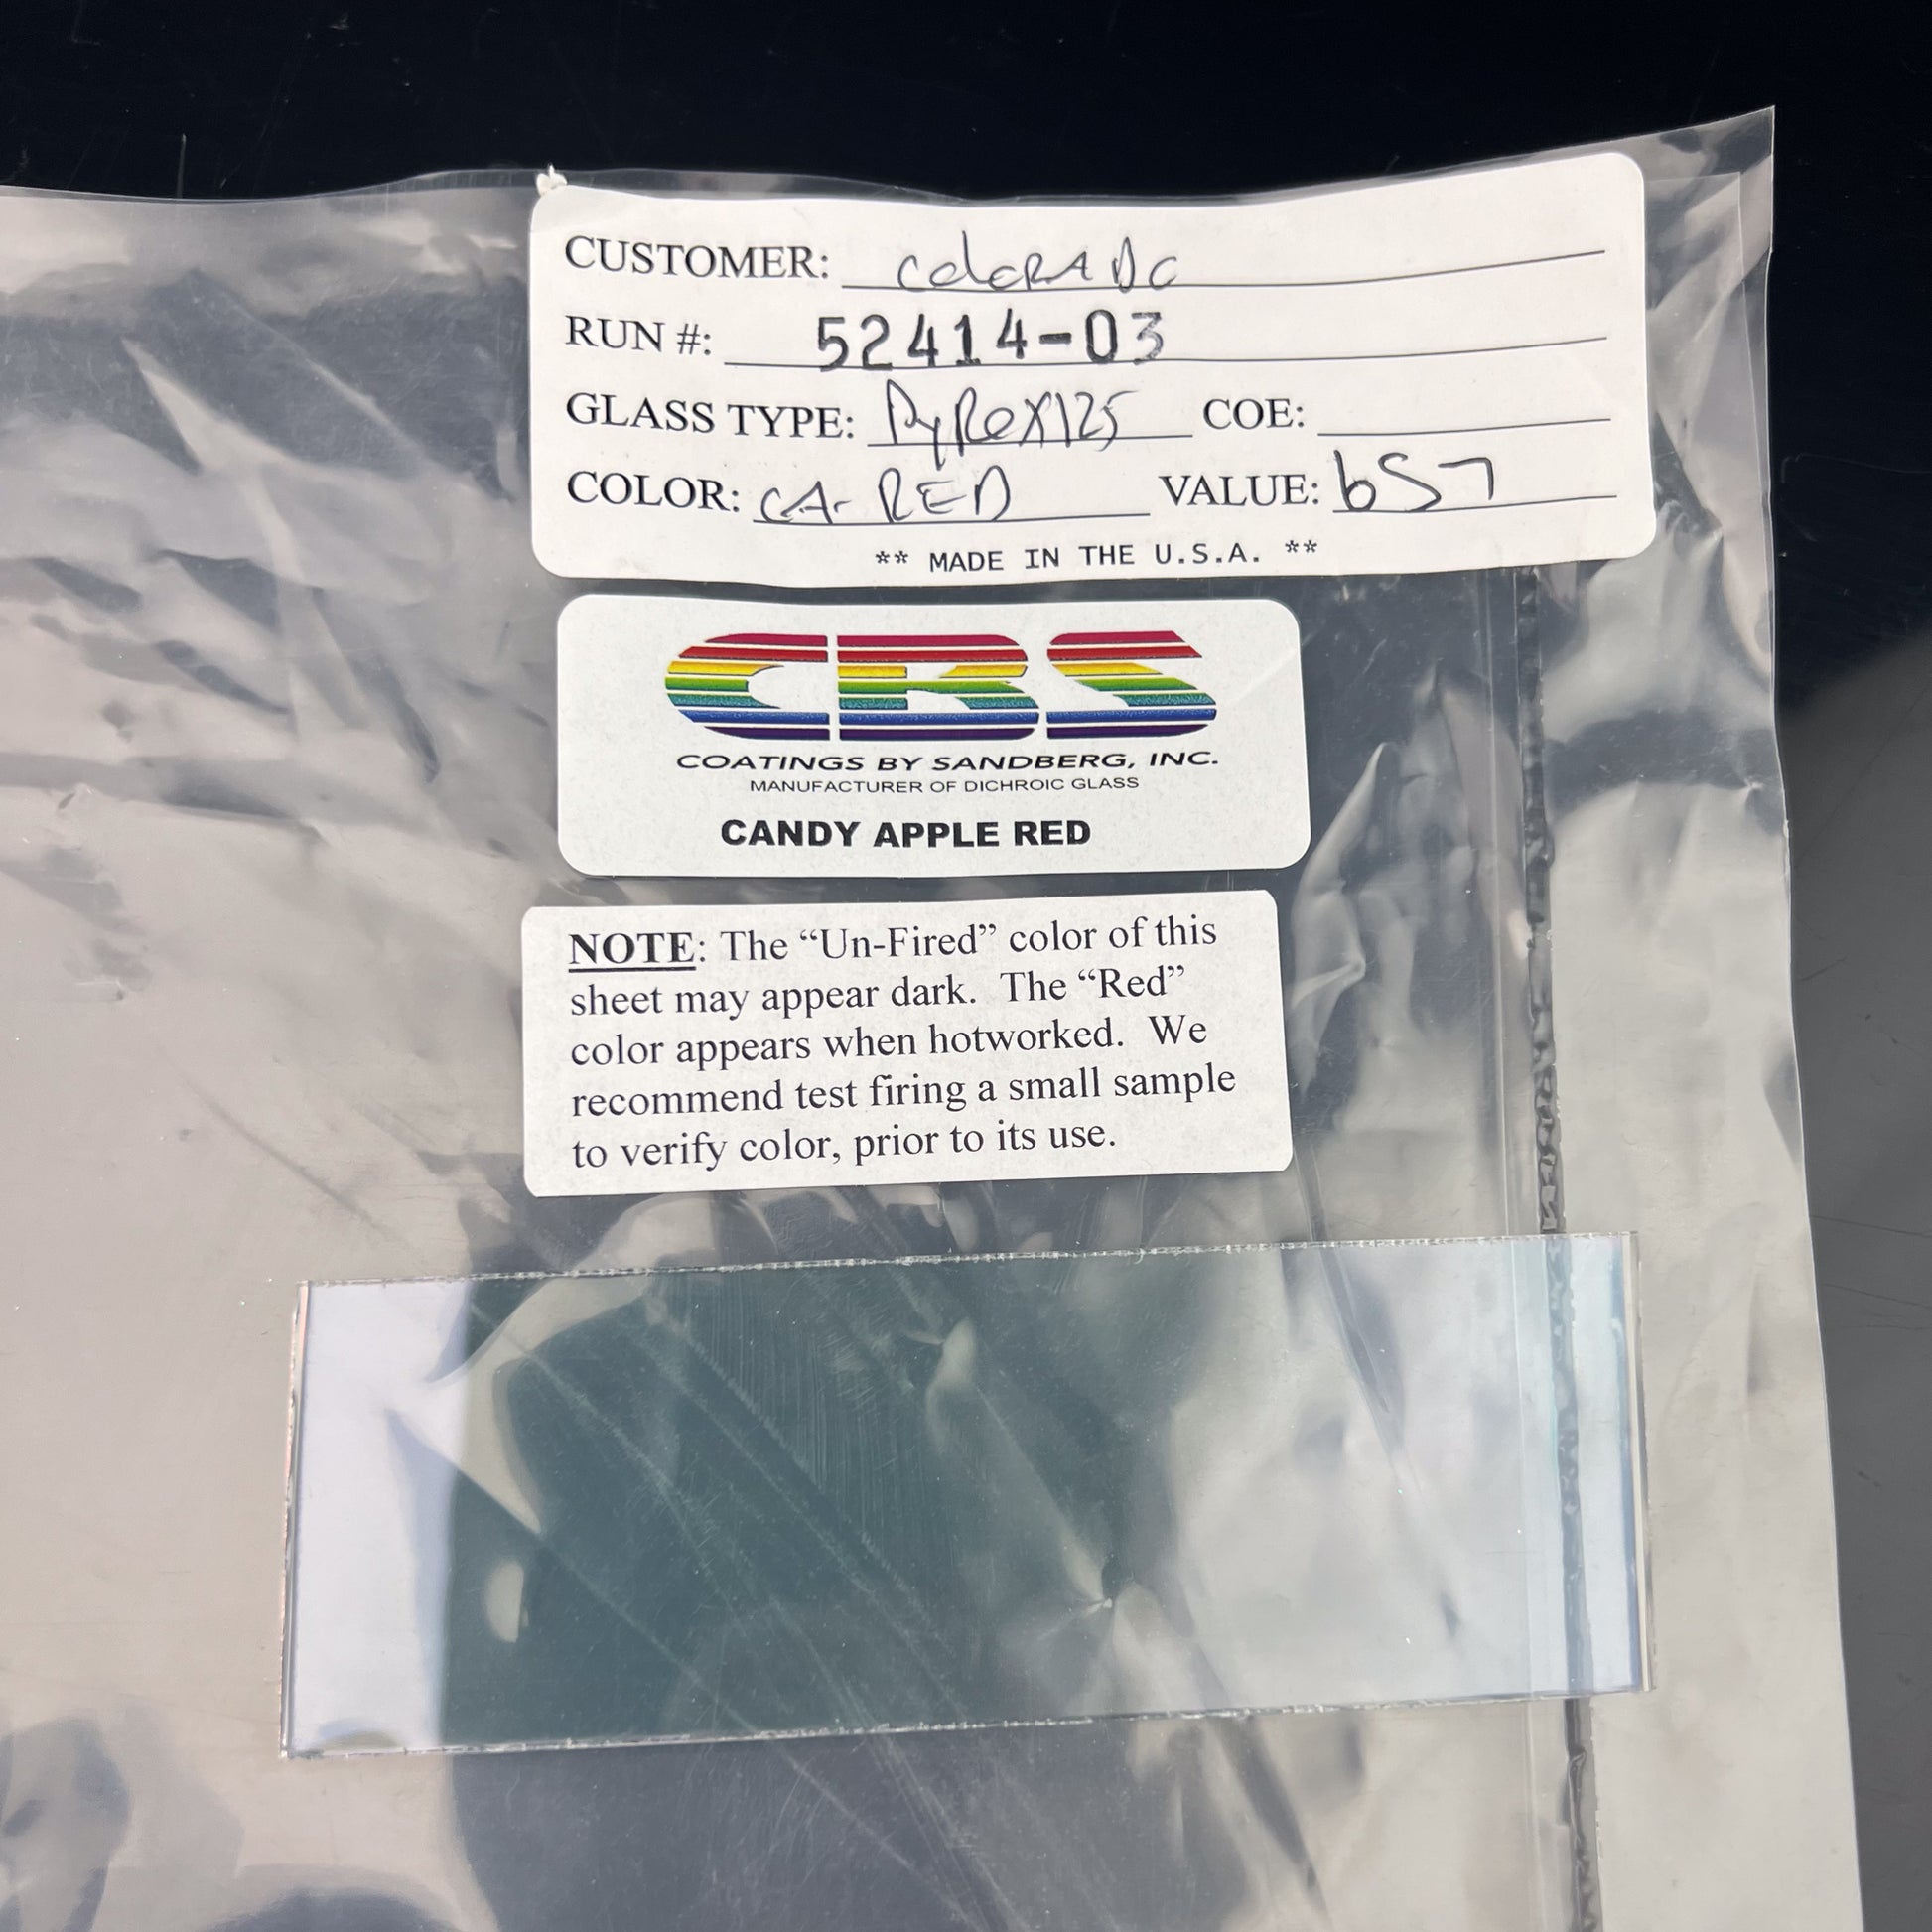 CUSTOMER: ColorADO
RUN #: 52414-03
GLASS TYPE: PyRex125 COE:
COLOR: CA- RED VALUE: 657
** MADE IN THE U.S.A. **
CBS
COATINGS BY SANDBERG, INC.
MANUFACTURER OF DICHROIC GLASS
CANDY APPLE RED
NOTE: The “Un-Fired” color of this
sheet may appear dark. The “Red”
color appears when hotworked. We
recommend test firing a small sample
to verify color, prior to its use.